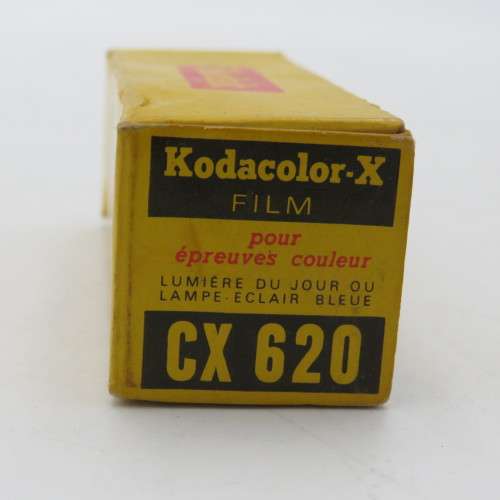 Kodacolor-X
FILM
pour
épreuves couleur
LUMIÈRE DU JOUR OU
LAMPE-ECLAIR BLEUE
CX 620